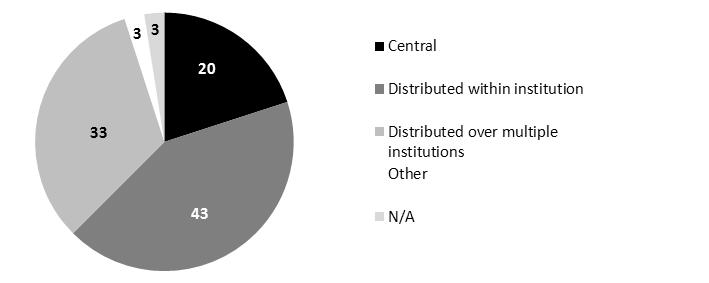 3 3
20
33
43
Central
Distributed within institution
Distributed over multiple
institutions
Other
N/A